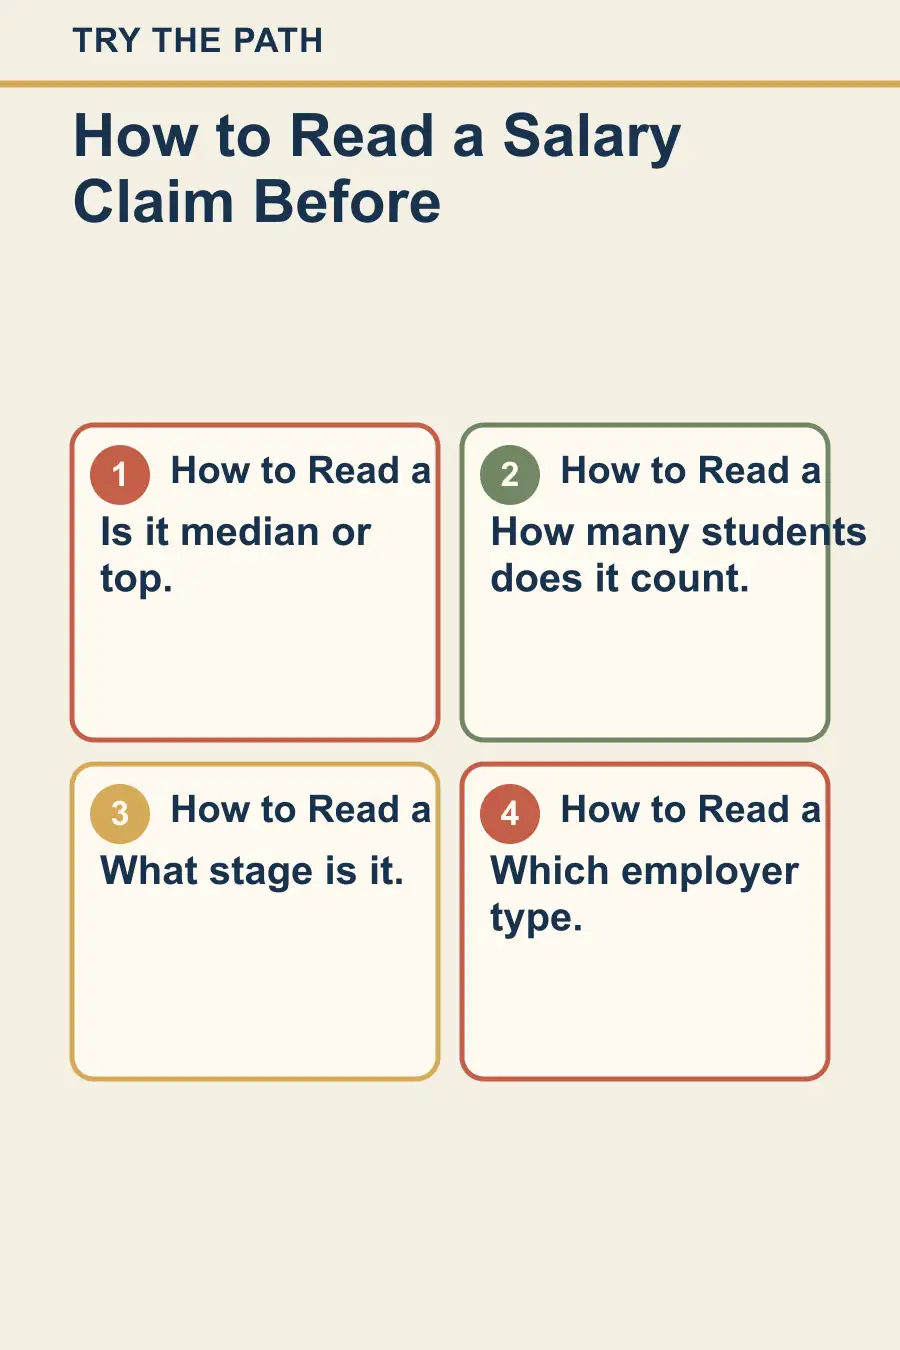 TRY THE PATH
How to Read a Salary
Claim Before
1
How to Read a
Is it median or
top.
2
How to Read a
How many students
does it count.
3
How to Read a
What stage is it.
4
How to Read a
Which employer
type.